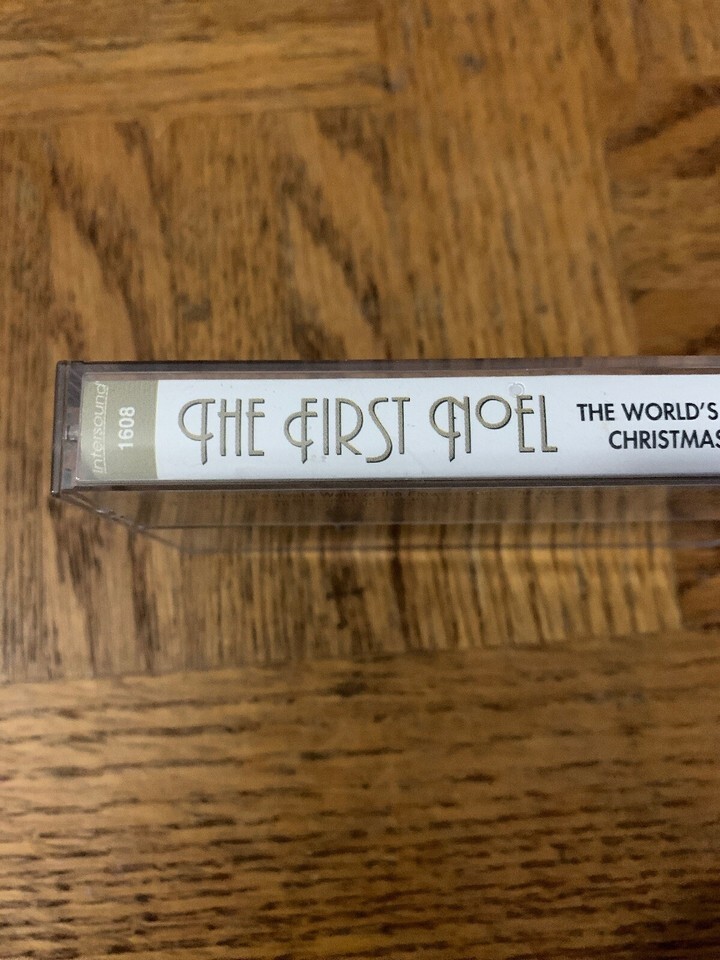 intersound
1608
THE FIRST NOEL
THE WORLD'S
CHRISTMAS